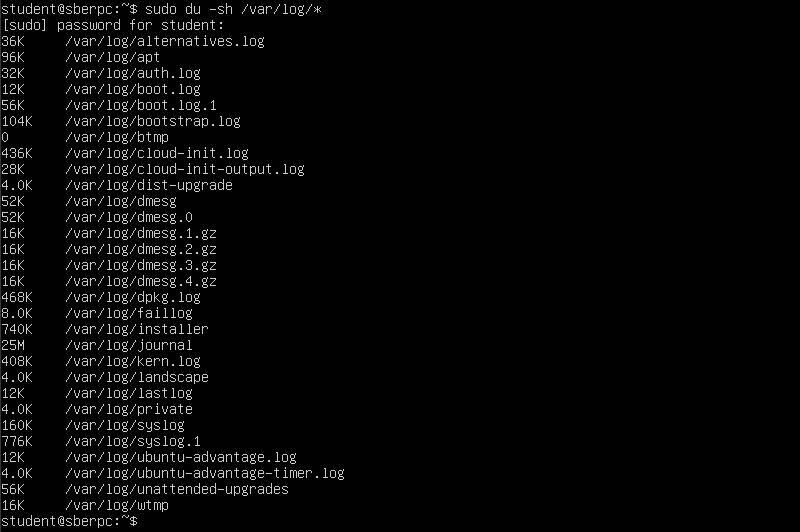 student@sberpc:~$ sudo du -sh /var/log/*
[sudo] password for student:
36K     /var/log/alternatives.log
96K     /var/log/apt
32K     /var/log/auth.log
12K     /var/log/boot.log
56K     /var/log/boot.log.1
104K    /var/log/bootstrap.log
0       /var/log/btmp
436K    /var/log/cloud-init.log
28K     /var/log/cloud-init-output.log
4.0K    /var/log/dist-upgrade
52K     /var/log/dmesg
52K     /var/log/dmesg.0
16K     /var/log/dmesg.1.gz
16K     /var/log/dmesg.2.gz
16K     /var/log/dmesg.3.gz
16K     /var/log/dmesg.4.gz
468K    /var/log/dpkg.log
8.0K    /var/log/faillog
740K    /var/log/installer
25M     /var/log/journal
408K    /var/log/kern.log
4.0K    /var/log/landscape
12K     /var/log/lastlog
4.0K    /var/log/private
160K    /var/log/syslog
776K    /var/log/syslog.1
12K     /var/log/ubuntu-advantage.log
4.0K    /var/log/ubuntu-advantage-timer.log
56K     /var/log/unattended-upgrades
16K     /var/log/wtmp
student@sberpc:~$